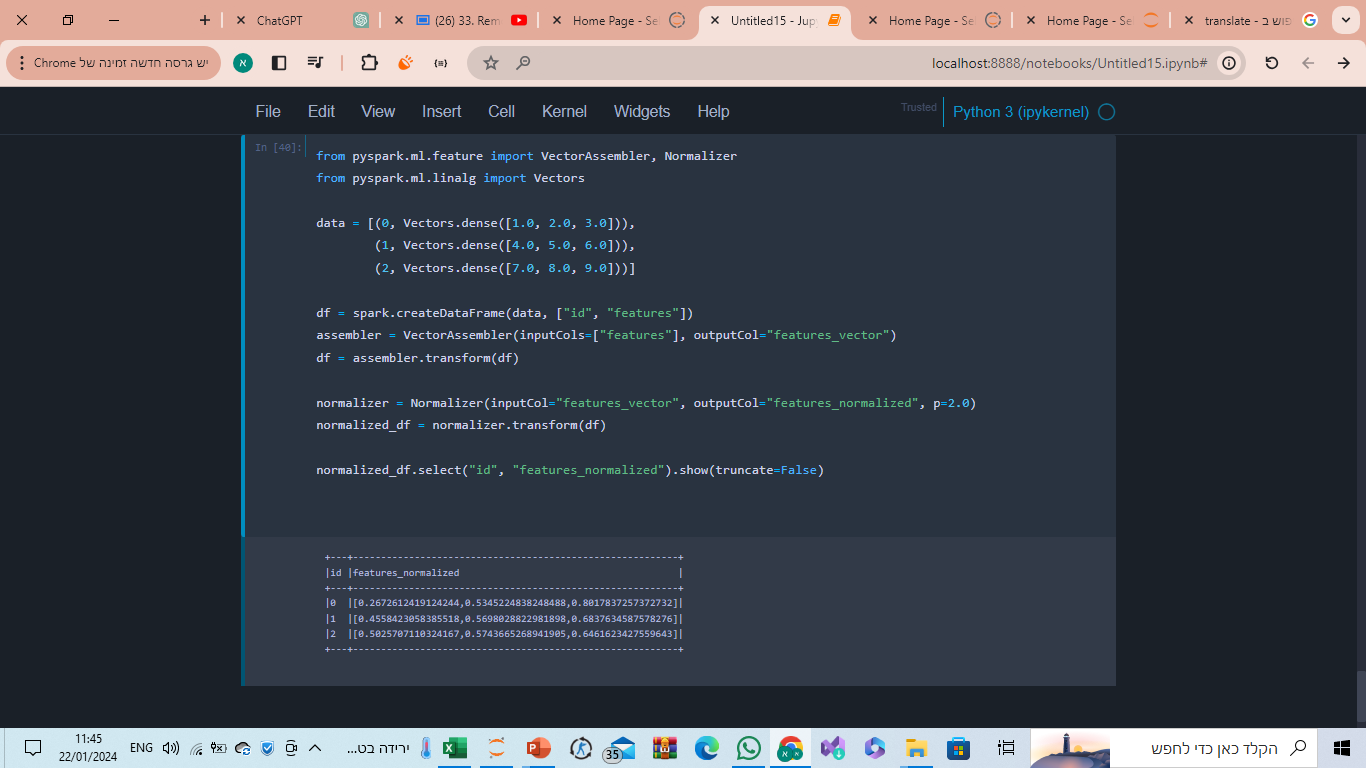 ChatGPT
(26) 33. Rem
Home Page - Sel
Untitled15 - Jup
Home Page - Sel
Home Page - Se
translate - פוש ב
יש גרסה חדשה זמינה של Chrome
א
localhost:8888/notebooks/Untitled15.ipynb#
File Edit View Insert Cell Kernel Widgets Help
Trusted
Python 3 (ipykernel)
In [40]:
from pyspark.ml.feature import VectorAssembler, Normalizer
from pyspark.ml.linalg import Vectors
data = [(0, Vectors.dense([1.0, 2.0, 3.0])),
(1, Vectors.dense([4.0, 5.0, 6.0])),
(2, Vectors.dense([7.0, 8.0, 9.0]))]
df = spark.createDataFrame(data, ["id", "features"])
assembler = VectorAssembler(inputCols=["features"], outputCol="features_vector")
df = assembler.transform(df)
normalizer = Normalizer(inputCol="features_vector", outputCol="features_normalized", p=2.0)
normalized_df = normalizer.transform(df)
normalized_df.select("id", "features_normalized").show(truncate=False)
+---+-----------------------------------------------------------+
|id |features_normalized                                        |
+---+-----------------------------------------------------------+
|0  |[0.2672612419124244,0.5345224838248488,0.8017837257372732]|
|1  |[0.4558423058385518,0.5698028822981898,0.6837634587578276]|
|2  |[0.5025707110324167,0.5743665268941905,0.6461623427559643]|
+---+-----------------------------------------------------------+
11:45
22/01/2024
ENG
ירידה בט...
35
הקלד כאן כדי לחפש